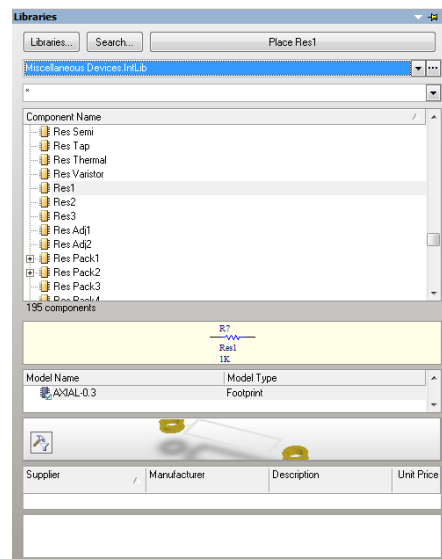 Libraries
Libraries... Search... Place Res1
Miscellaneous Devices.IntLib
*
Component Name
Res Semi
Res Tap
Res Thermal
Res Varistor
Res1
Res2
Res3
Res Adj1
Res Adj2
Res Pack1
Res Pack2
Res Pack3
Res Pack4
195 components
R?
Res1
1K
Model Name Model Type
AXIAL-0.3 Footprint
Supplier Manufacturer Description Unit Price